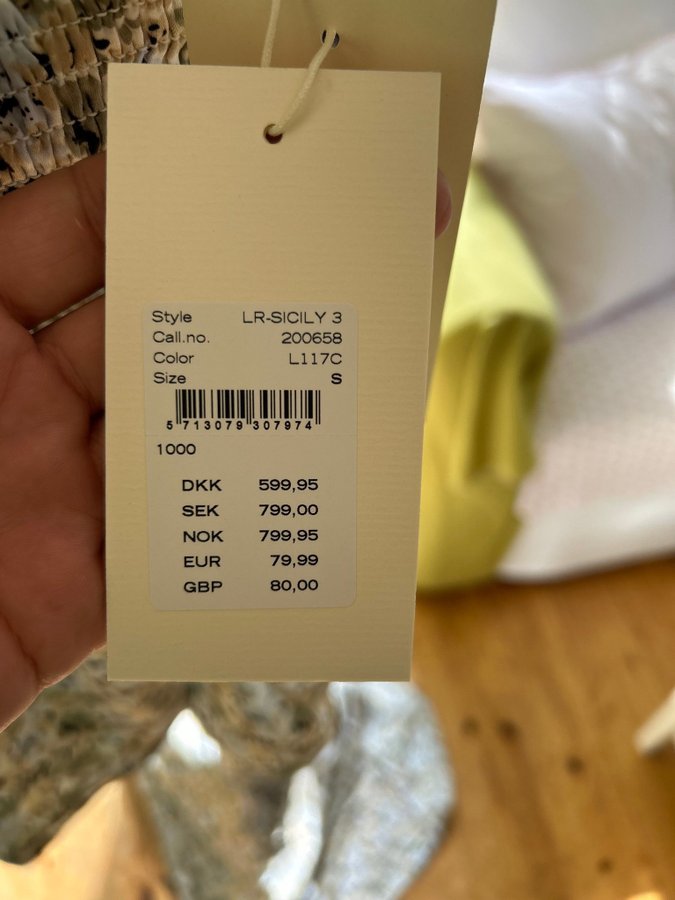 Style LR-SICILY 3
Call.no. 200658
Color L117C
Size S
5 713079 307974
1000
DKK 599,95
SEK 799,00
NOK 799,95
EUR 79,99
GBP 80,00